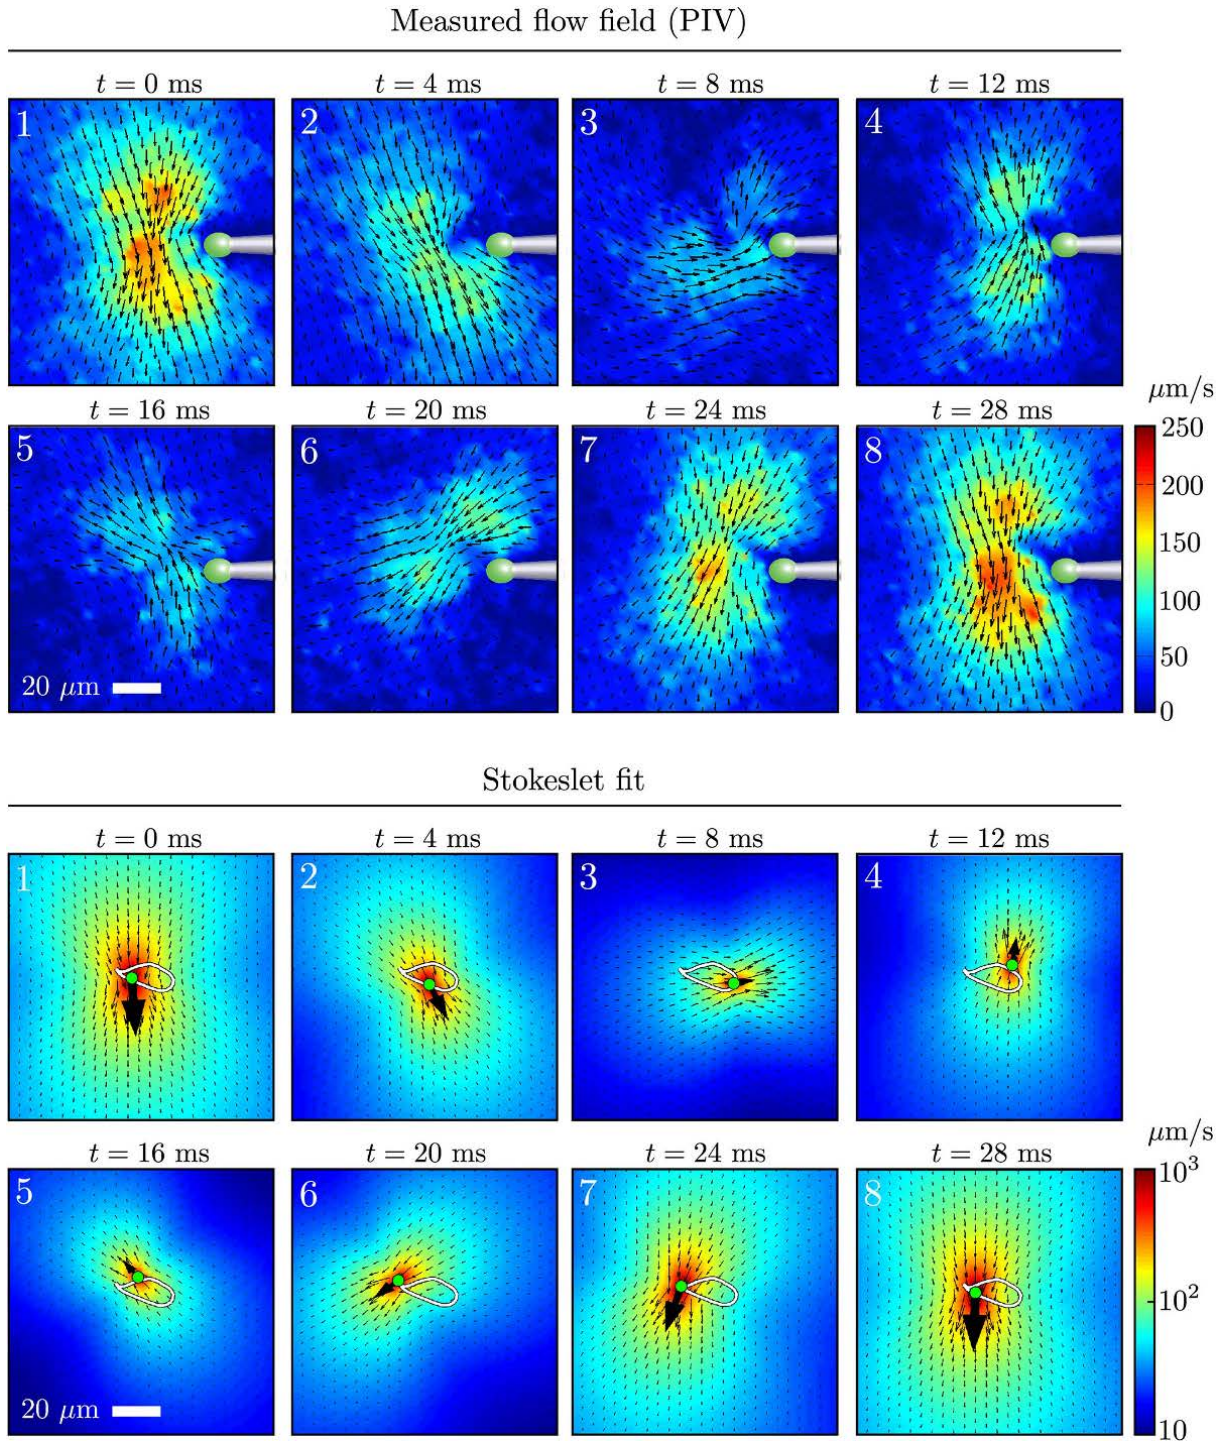 Measured flow field (PIV)
t = 0 ms t = 4 ms t = 8 ms t = 12 ms
1 2 3 4
μm/s
t = 16 ms t = 20 ms t = 24 ms t = 28 ms
5 6 7 8
250
200
150
100
50
0
20 μm
Stokeslet fit
t = 0 ms t = 4 ms t = 8 ms t = 12 ms
1 2 3 4
μm/s
t = 16 ms t = 20 ms t = 24 ms t = 28 ms
5 6 7 8
10³
10²
10
20 μm